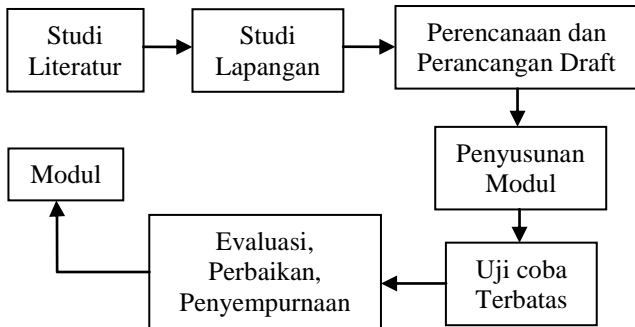 Studi
Literatur
Studi
Lapangan
Perencanaan dan
Perancangan Draft
Penyusunan
Modul
Uji coba
Terbatas
Evaluasi,
Perbaikan,
Penyempurnaan
Modul